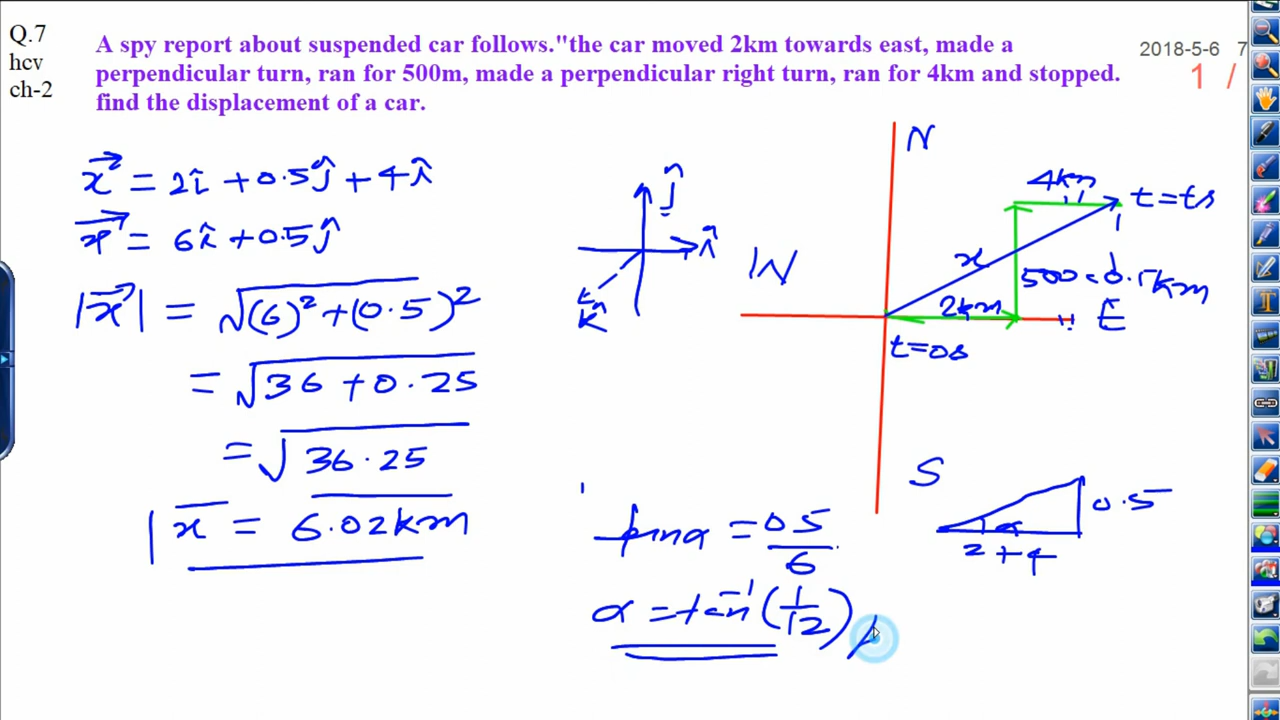 Q.7
hcv
ch-2
A spy report about suspended car follows."the car moved 2km towards east, made a
perpendicular turn, ran for 500m, made a perpendicular right turn, ran for 4km and stopped.
find the displacement of a car.
2018-5-6 7
1 /
x⃗ = 2î + 0.5ĵ + 4î
x⃗ = 6î + 0.5ĵ
|x⃗| = √(6)² + (0.5)²
= √36 + 0.25
= √36.25
|x = 6.02km
ĵ
î
k̂
N
W
E
S
4km
t=ts
x
500=0.5km
2km
t=0s
tanα = 0.5/6
α = tan⁻¹(1/12)
0.5
α
2+4